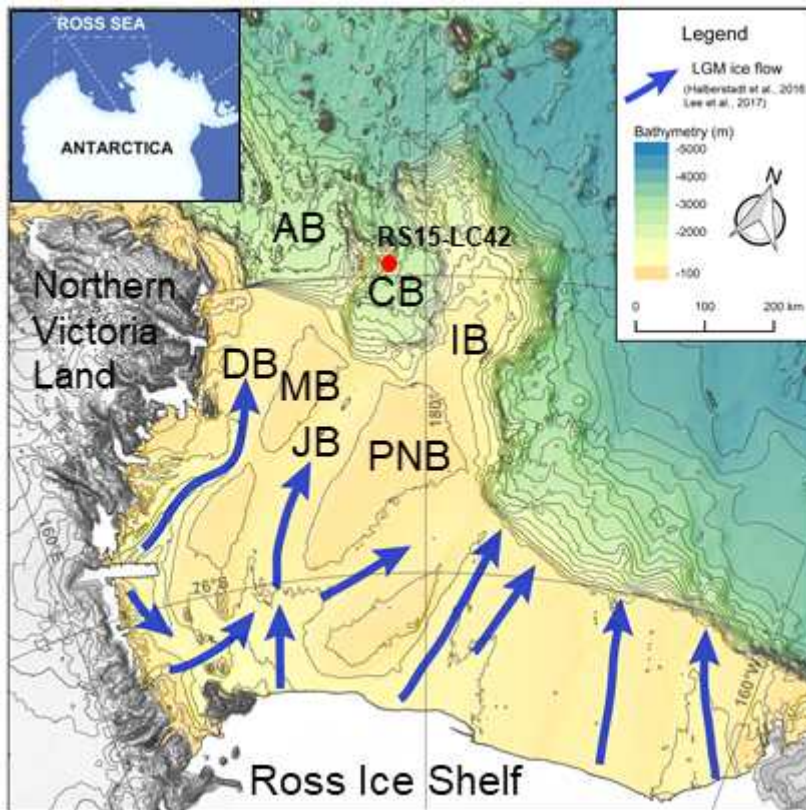 ROSS SEA
ANTARCTICA
Legend
LGM ice flow
(Halberstadt et al., 2016
Lee et al., 2017)
Bathymetry (m)
-5000
-4000
-2000
-100
N
0 100 200 km
AB
RS15-LC42
CB
Northern
Victoria
Land
IB
DB
MB
JB
PNB
180°
160°E
76°S
160°W
Ross Ice Shelf